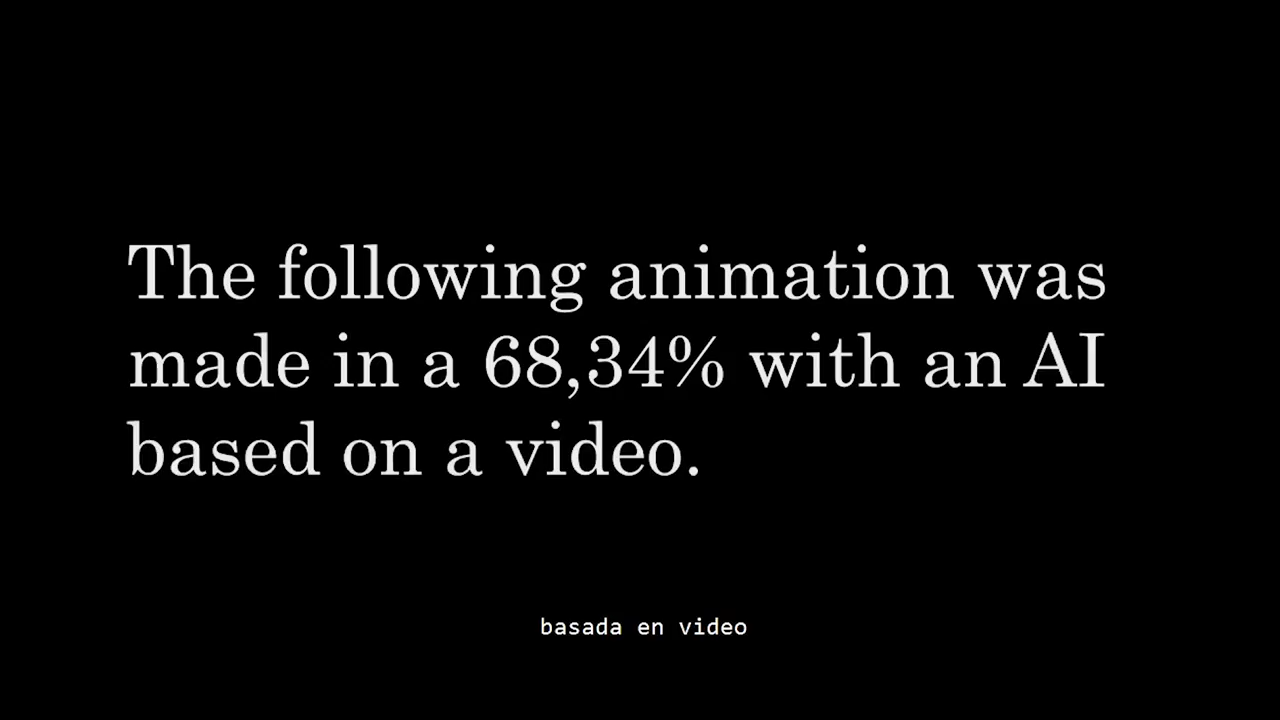 The following animation was
made in a 68,34% with an AI
based on a video.
basada en video